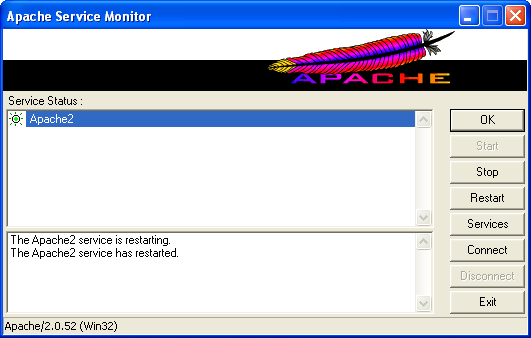 Apache Service Monitor
APACHE
Service Status :
Apache2
OK
Start
Stop
Restart
Services
Connect
Disconnect
Exit
The Apache2 service is restarting.
The Apache2 service has restarted.
Apache/2.0.52 (Win32)